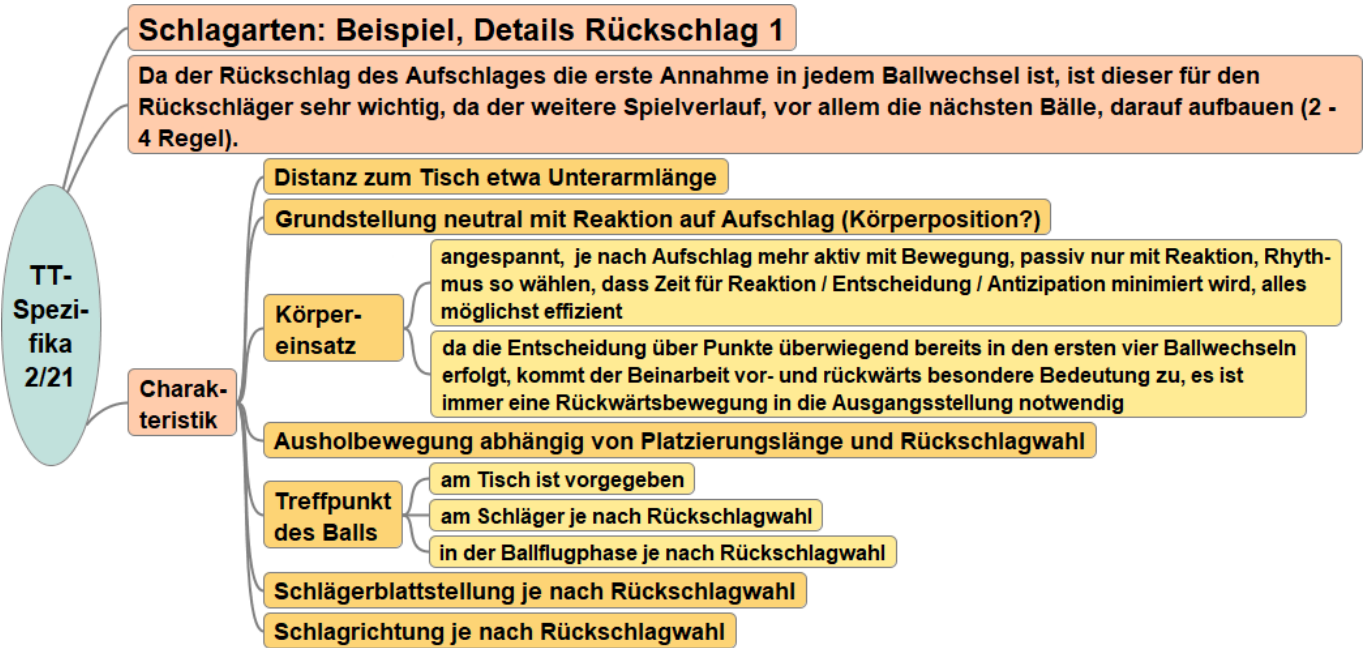 Schlagarten: Beispiel, Details Rückschlag 1
Da der Rückschlag des Aufschlages die erste Annahme in jedem Ballwechsel ist, ist dieser für den
Rückschläger sehr wichtig, da der weitere Spielverlauf, vor allem die nächsten Bälle, darauf aufbauen (2 -
4 Regel).
TT-
Spezi-
fika
2/21
Charak-
teristik
Distanz zum Tisch etwa Unterarmlänge
Grundstellung neutral mit Reaktion auf Aufschlag (Körperposition?)
Körper-
einsatz
angespannt, je nach Aufschlag mehr aktiv mit Bewegung, passiv nur mit Reaktion, Rhyth-
mus so wählen, dass Zeit für Reaktion / Entscheidung / Antizipation minimiert wird, alles
möglichst effizient
da die Entscheidung über Punkte überwiegend bereits in den ersten vier Ballwechseln
erfolgt, kommt der Beinarbeit vor- und rückwärts besondere Bedeutung zu, es ist
immer eine Rückwärtsbewegung in die Ausgangsstellung notwendig
Ausholbewegung abhängig von Platzierungslänge und Rückschlagwahl
Treffpunkt
des Balls
am Tisch ist vorgegeben
am Schläger je nach Rückschlagwahl
in der Ballflugphase je nach Rückschlagwahl
Schlägerblattstellung je nach Rückschlagwahl
Schlagrichtung je nach Rückschlagwahl